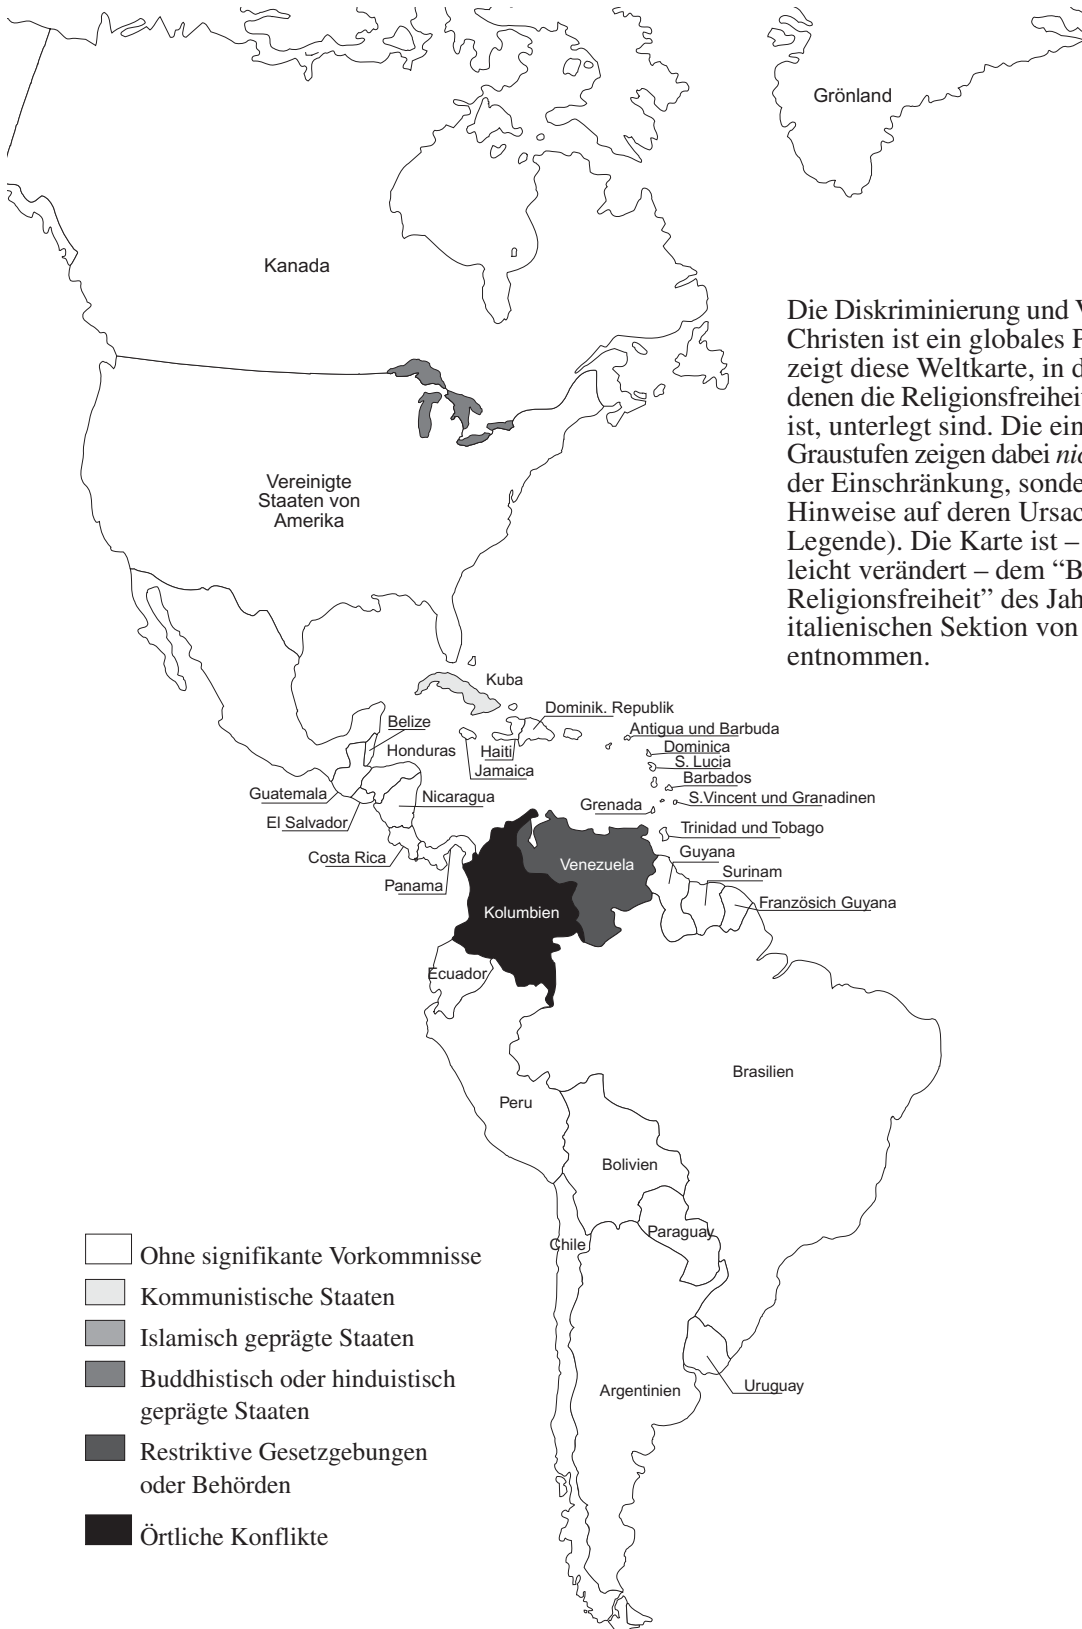 Grönland
Kanada
Die Diskriminierung und
Christen ist ein globales
zeigt diese Weltkarte, in
denen die Religionsfreiheit
ist, unterlegt sind. Die
Graustufen zeigen dabei
der Einschränkung,
Hinweise auf deren
Legende). Die Karte ist –
leicht verändert – dem
Religionsfreiheit” des
italienischen Sektion von
entnommen.
Vereinigte
Staaten von
Amerika
Kuba
Dominik. Republik
Belize
Antigua und Barbuda
Honduras
Haiti
Dominica
S. Lucia
Jamaica
Barbados
Guatemala
Nicaragua
S.Vincent und Granadinen
Grenada
El Salvador
Trinidad und Tobago
Costa Rica
Guyana
Venezuela
Surinam
Panama
Französich Guyana
Kolumbien
Ecuador
Brasilien
Peru
Bolivien
Paraguay
Chile
Argentinien
Uruguay
Ohne signifikante Vorkommnisse
Kommunistische Staaten
Islamisch geprägte Staaten
Buddhistisch oder hinduistisch
geprägte Staaten
Restriktive Gesetzgebungen
oder Behörden
Örtliche Konflikte